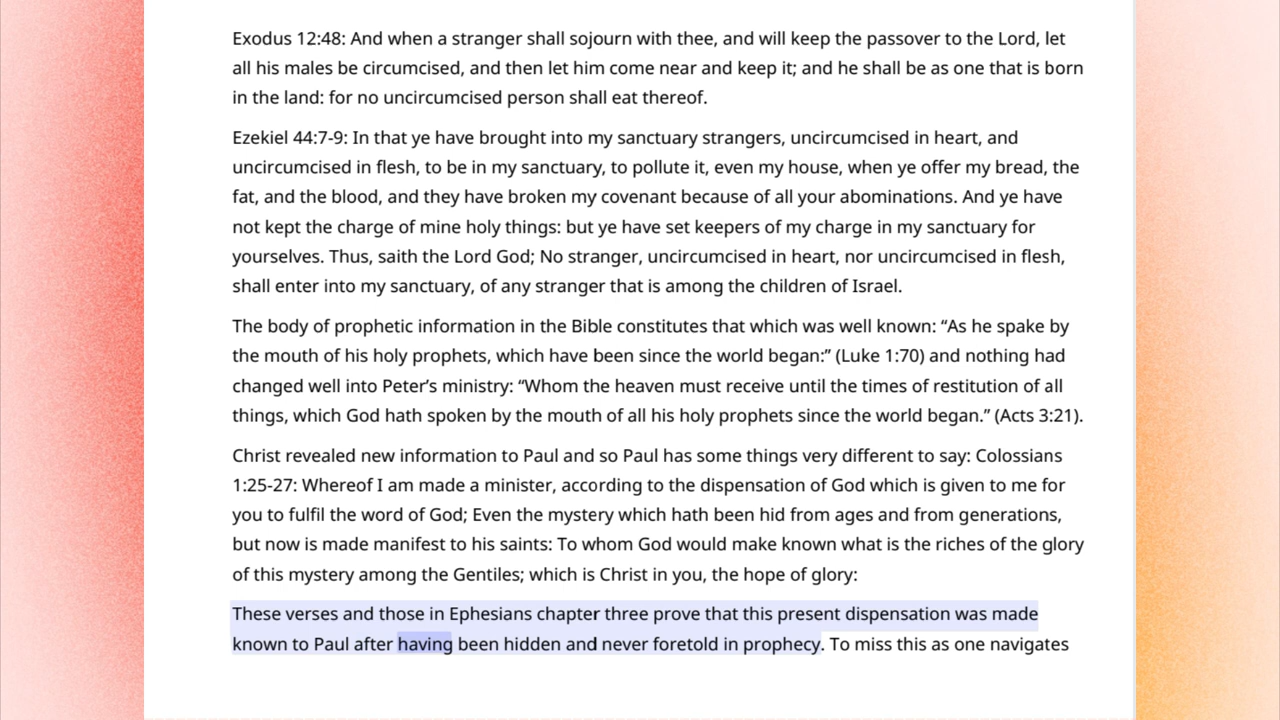 Exodus 12:48: And when a stranger shall sojourn with thee, and will keep the passover to the Lord, let
all his males be circumcised, and then let him come near and keep it; and he shall be as one that is born
in the land: for no uncircumcised person shall eat thereof.
Ezekiel 44:7-9: In that ye have brought into my sanctuary strangers, uncircumcised in heart, and
uncircumcised in flesh, to be in my sanctuary, to pollute it, even my house, when ye offer my bread, the
fat, and the blood, and they have broken my covenant because of all your abominations. And ye have
not kept the charge of mine holy things: but ye have set keepers of my charge in my sanctuary for
yourselves. Thus, saith the Lord God; No stranger, uncircumcised in heart, nor uncircumcised in flesh,
shall enter into my sanctuary, of any stranger that is among the children of Israel.
The body of prophetic information in the Bible constitutes that which was well known: “As he spake by
the mouth of his holy prophets, which have been since the world began:” (Luke 1:70) and nothing had
changed well into Peter’s ministry: “Whom the heaven must receive until the times of restitution of all
things, which God hath spoken by the mouth of all his holy prophets since the world began.” (Acts 3:21).
Christ revealed new information to Paul and so Paul has some things very different to say: Colossians
1:25-27: Whereof I am made a minister, according to the dispensation of God which is given to me for
you to fulfil the word of God; Even the mystery which hath been hid from ages and from generations,
but now is made manifest to his saints: To whom God would make known what is the riches of the glory
of this mystery among the Gentiles; which is Christ in you, the hope of glory:
These verses and those in Ephesians chapter three prove that this present dispensation was made
known to Paul after having been hidden and never foretold in prophecy. To miss this as one navigates